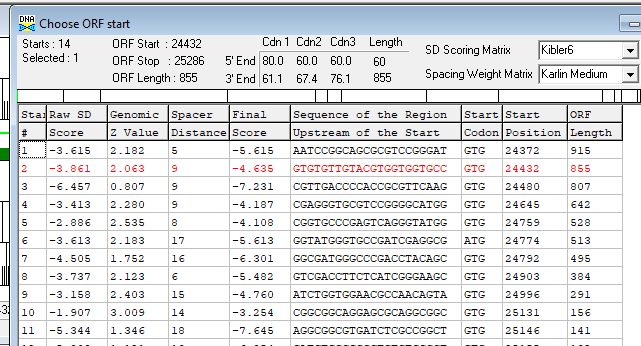 DNA Choose ORF start
Starts : 14 ORF Start : 24432 Cdn 1 Cdn2 Cdn3 Length SD Scoring Matrix Kibler6
Selected : 1 ORF Stop : 25286 5' End 80.0 60.0 60.0 60
ORF Length : 855 3' End 61.1 67.4 76.1 855 Spacing Weight Matrix Karlin Medium
Star Raw SD Genomic Spacer Final Sequence of the Region Start Start ORF
# Score Z Value Distance Score Upstream of the Start Codon Position Length
1 -3.615 2.182 5 -5.615 AATCCGGCAGCGCGTCCGGGAT GTG 24372 915
2 -3.861 2.063 9 -4.635 GTGTGTTGTACGTGGTGGTGCC GTG 24432 855
3 -6.457 0.807 9 -7.231 CGTTGACCCCACCGCGTTCAAG GTG 24480 807
4 -3.413 2.280 9 -4.187 CGAGGGTGCGTCCGGGGCATGG GTG 24645 642
5 -2.886 2.535 8 -4.108 CGGTGCCCGAGTCAGGGTATGG GTG 24759 528
6 -3.613 2.183 17 -5.613 GGTATGGGTGCCGATCGAGGCG ATG 24774 513
7 -4.505 1.752 16 -6.301 GGCGATGGGCCCGACCTACAGC GTG 24792 495
8 -3.737 2.123 6 -5.482 GTCGACCTTCTCATCGGGAAGC GTG 24903 384
9 -3.158 2.403 15 -4.760 ATCTGGTGGAACGCCAACAGTA GTG 24996 291
10 -1.907 3.009 14 -3.254 CGGCGGCAGGAGCGCAGGCGGC GTG 25131 156
11 -5.344 1.346 18 -7.645 AGGCGGCGTGATCTCGCCGGCT GTG 25146 141